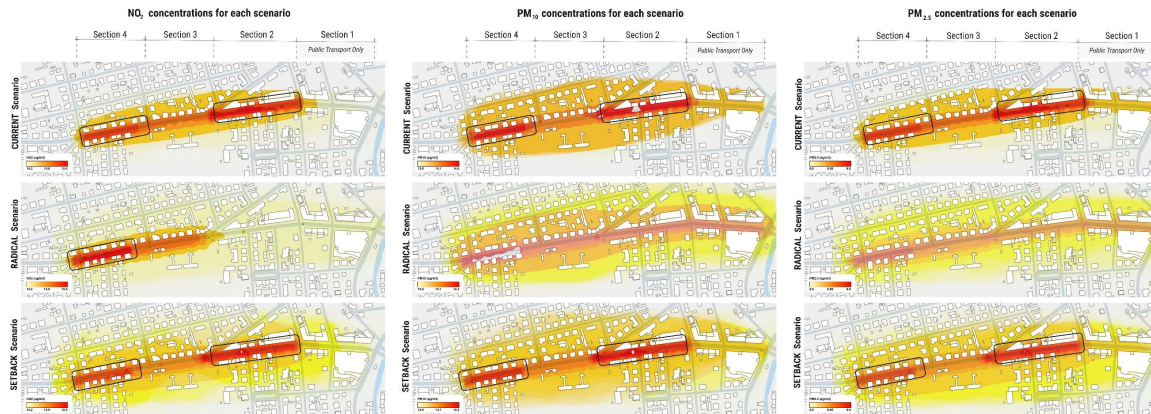 NO₂ concentrations for each scenario
PM₁₀ concentrations for each scenario
PM₂.₅ concentrations for each scenario
Section 4
Section 3
Section 2
Section 1
Public Transport Only
Section 4
Section 3
Section 2
Section 1
Public Transport Only
Section 4
Section 3
Section 2
Section 1
Public Transport Only
CURRENT Scenario
CURRENT Scenario
CURRENT Scenario
RADICAL Scenario
RADICAL Scenario
RADICAL Scenario
SETBACK Scenario
SETBACK Scenario
SETBACK Scenario